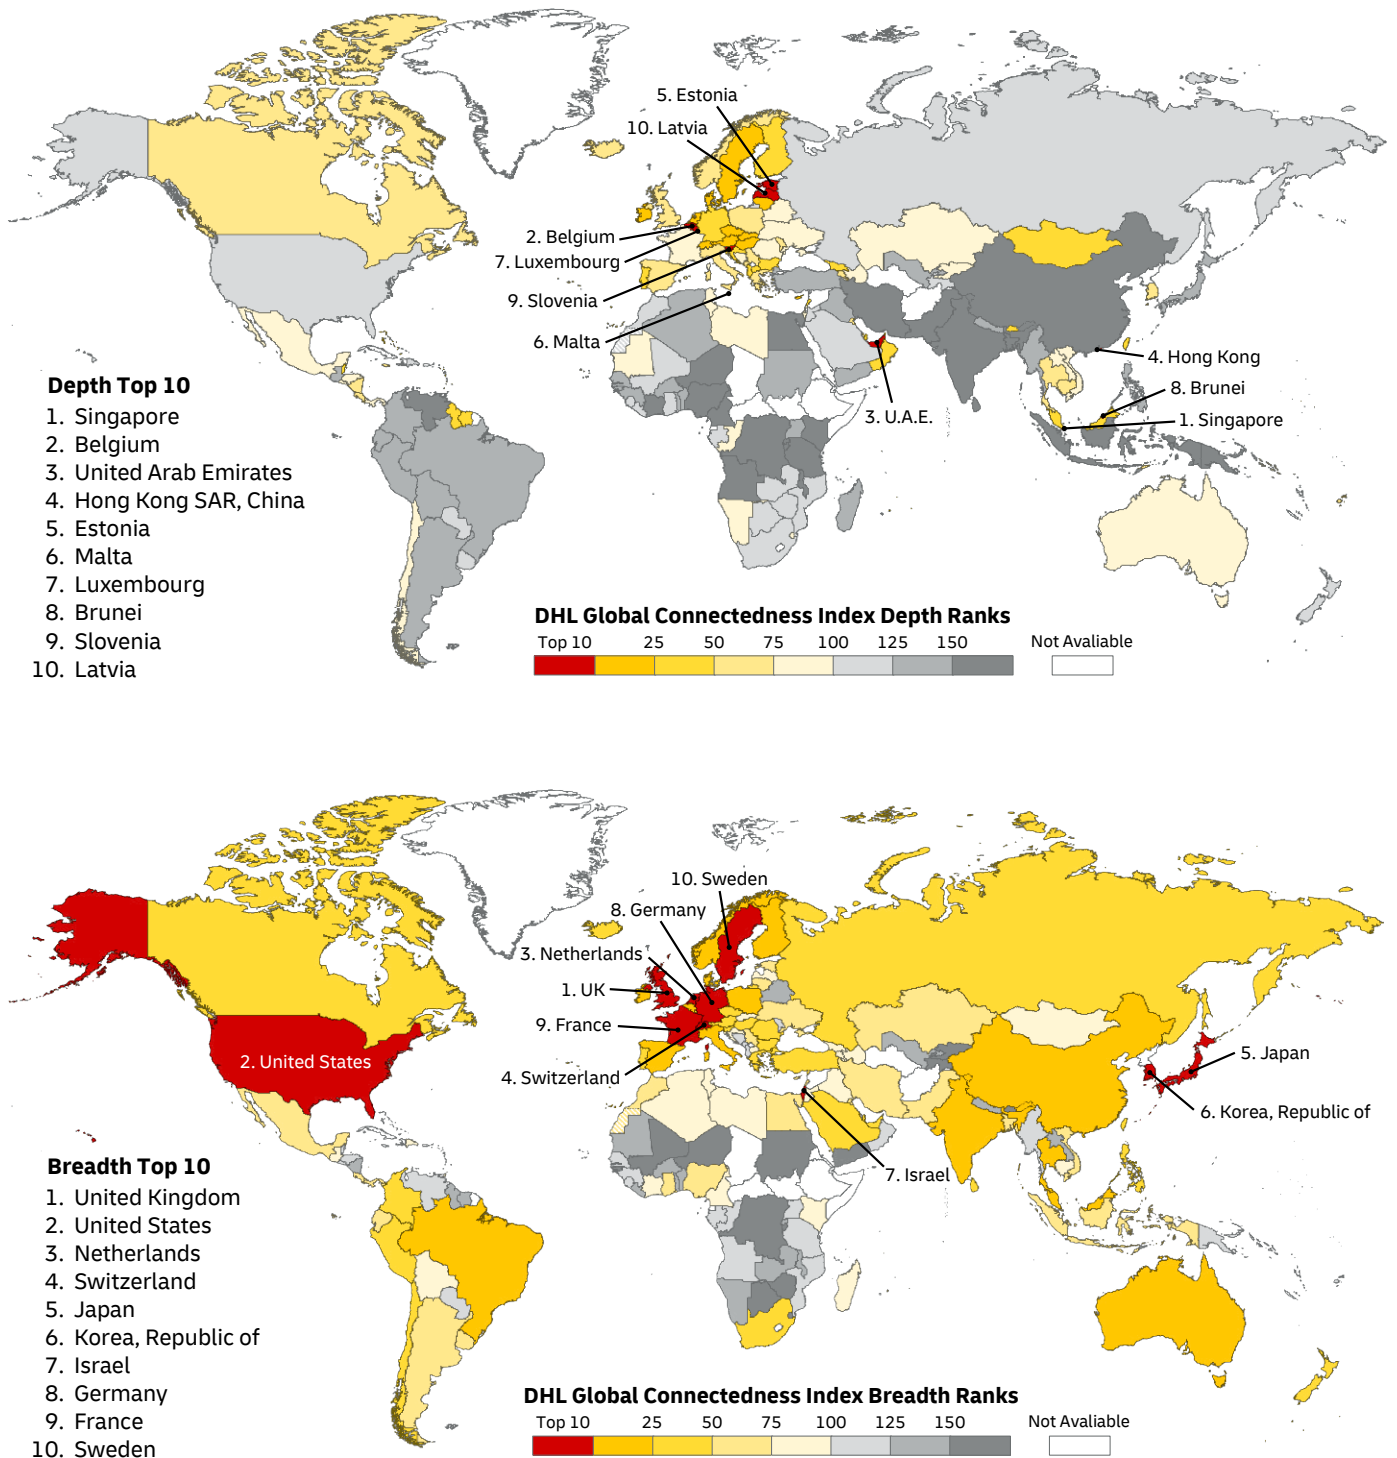 5. Estonia
10. Latvia
2. Belgium
7. Luxembourg
9. Slovenia
6. Malta
4. Hong Kong
8. Brunei
1. Singapore
3. U.A.E.
Depth Top 10
1. Singapore
2. Belgium
3. United Arab Emirates
4. Hong Kong SAR, China
5. Estonia
6. Malta
7. Luxembourg
8. Brunei
9. Slovenia
10. Latvia
DHL Global Connectedness Index Depth Ranks
Top 10 25 50 75 100 125 150 Not Avaliable
10. Sweden
8. Germany
3. Netherlands
1. UK
9. France
4. Switzerland
2. United States
5. Japan
6. Korea, Republic of
7. Israel
Breadth Top 10
1. United Kingdom
2. United States
3. Netherlands
4. Switzerland
5. Japan
6. Korea, Republic of
7. Israel
8. Germany
9. France
10. Sweden
DHL Global Connectedness Index Breadth Ranks
Top 10 25 50 75 100 125 150 Not Avaliable